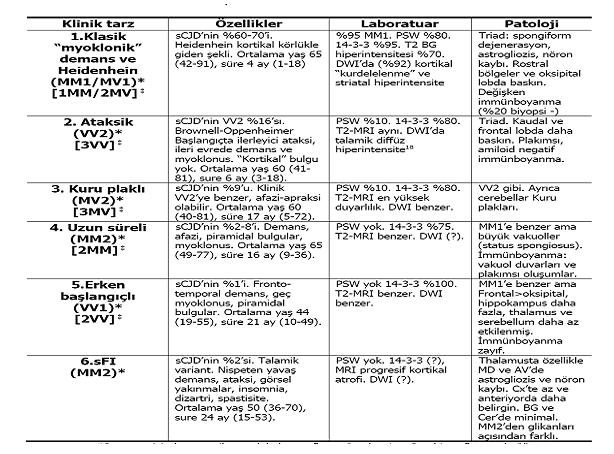 Klinik tarz
Özellikler
Laboratuar
Patoloji
1.Klasik
"myoklonik"
demans ve
Heidenhein
(MM1/MV1)*
[1MM/2MV]‡
sCJD'nin %60-70'i.
Heidenhein kortikal körlükle
giden şekli. Ortalama yaş 65
(42-91), süre 4 ay (1-18)
%95 MM1. PSW %80.
14-3-3 %95. T2 BG
hiperintensitesi %70.
DWI'da (%92) kortikal
"kurdelelenme" ve
striatal hiperintensite
Triad: spongiform
dejenerasyon,
astrogliozis, nöron
kaybı. Rostral
bölgeler ve oksipital
lobda baskın.
Değişken
immünboyanma
(%20 biyopsi -)
2. Ataksik
(VV2)*
[3VV]‡
sCJD'nin VV2 %16'sı.
Brownell-Oppenheimer
Başlangıçta ilerleyici ataksi,
ileri evrede demans ve
myoklonus. "Kortikal" bulgu
yok. Ortalama yaş 60 (41-
81), sure 6 ay (3-18).
PSW %10. 14-3-3 %80.
T2-MRI aynı. DWI'da
talamik diffüz
hiperintensite18
Triad. Kaudal ve
frontal lobda daha
baskın. Plakımsı,
amiloid negatif
immünboyanma.
3. Kuru plaklı
(MV2)*
[3MV]‡
sCJD'nin %9'u. Klinik
VV2'ye benzer, afazi-apraksi
olabilir. Ortalama yaş 60
(40-81), süre 17 ay (5-72).
PSW %10. 14-3-3 %80.
T2-MRI en yüksek
duyarlılık. DWI benzer.
VV2 gibi. Ayrıca
cerebellar Kuru
plakları.
4. Uzun süreli
(MM2)*
[2MM]‡
sCJD'nin %2-8'i. Demans,
afazi, piramidal bulgular,
myoklonus. Ortalama yaş 65
(49-77), süre 16 ay (9-36).
PSW yok. 14-3-3 %75.
T2-MRI benzer. DWI (?).
MM1'e benzer ama
büyük vakuoller
(status spongiosus).
İmmünboyanma:
vakuol duvarları ve
plakımsı oluşumlar.
5.Erken
başlangıçlı
(VV1)*
[2VV]‡
sCJD'nin %1'i. Fronto-
temporal demans, geç
myoklonus, piramidal
bulgular. Ortalama yaş 44
(19-55), süre 21 ay (10-49).
PSW yok. 14-3-3 %100.
T2-MRI benzer. DWI
benzer.
MM1'e benzer ama
Frontal>oksipital,
hippokampus daha
fazla, thalamus ve
serebellum daha az
etkilenmiş.
İmmünboyanma
zayıf.
6.sFI
(MM2)*
sCJD'nin %2'si. Talamik
variant. Nispeten yavaş
demans, ataksi, görsel
yakınmalar, insomnia,
dizartri, spastisite.
Ortalama yaş 50 (36-70),
sure 24 ay (15-53).
PSW yok. 14-3-3 (?),
MRI progresif kortikal
atrofi. DWI (?).
Thalamusta özellikle
MD ve AV'de
astrogliozis ve nöron
kaybı. Cx'te az ve
anteriyorda daha
belirgin. BG ve
Cer'de minimal.
MM2'den glikanları
açısından farklı.